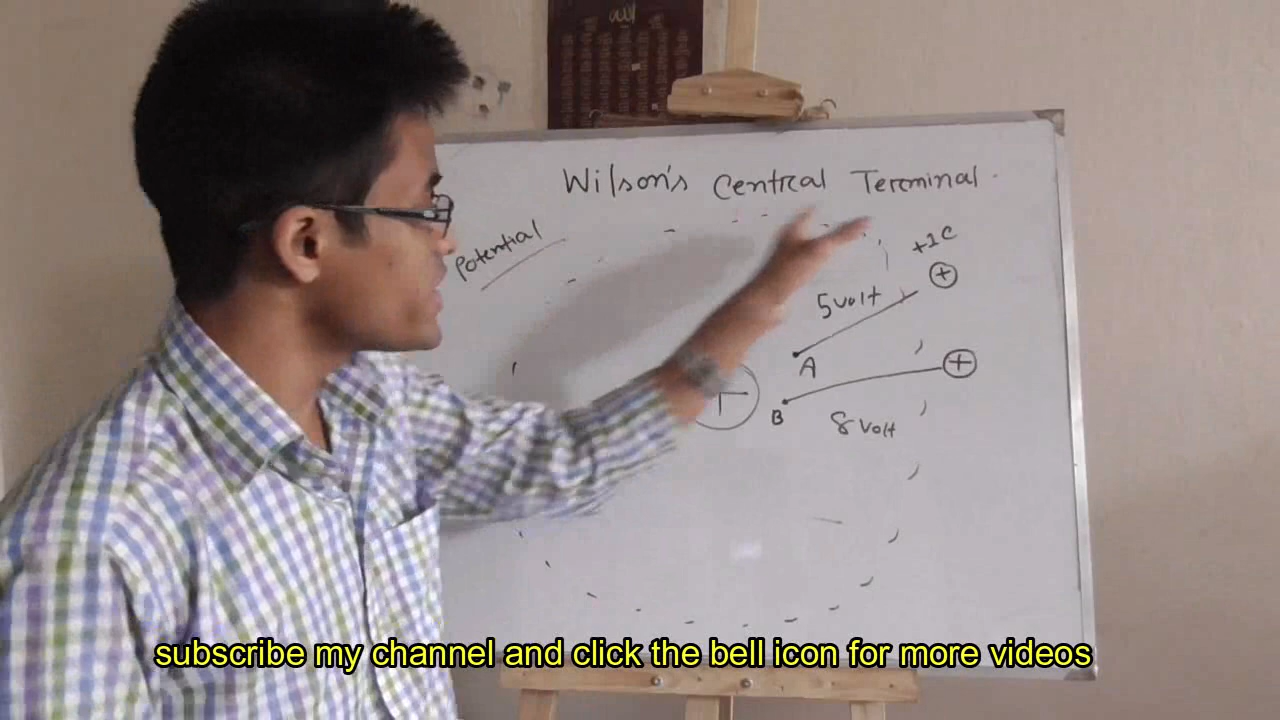 Wilson's Central Terminal
Potential
+1C
+
5 volt
A
+
B
8 volt
subscribe my channel and click the bell icon for more videos